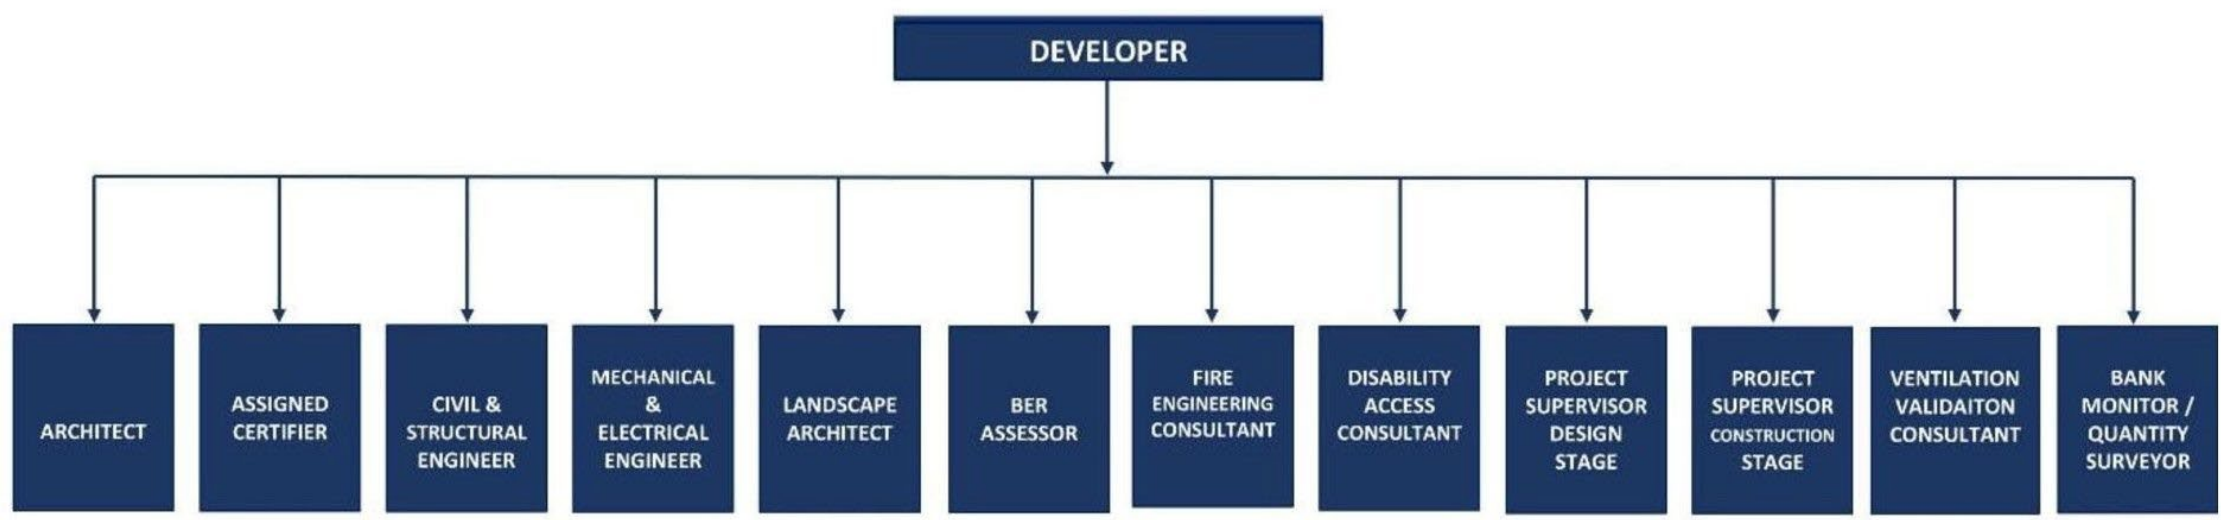 DEVELOPER
ARCHITECT
ASSIGNED
CERTIFIER
CIVIL &
STRUCTURAL
ENGINEER
MECHANICAL
&
ELECTRICAL
ENGINEER
LANDSCAPE
ARCHITECT
BER
ASSESSOR
FIRE
ENGINEERING
CONSULTANT
DISABILITY
ACCESS
CONSULTANT
PROJECT
SUPERVISOR
DESIGN
STAGE
PROJECT
SUPERVISOR
CONSTRUCTION
STAGE
VENTILATION
VALIDAITON
CONSULTANT
BANK
MONITOR /
QUANTITY
SURVEYOR